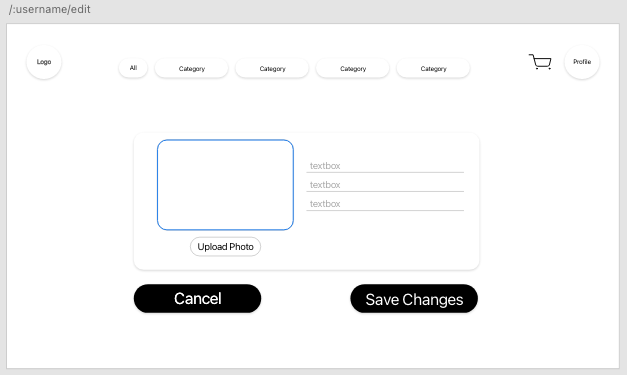 /:username/edit
Logo
All
Category
Category
Category
Category
Profile
textbox
textbox
textbox
Upload Photo
Cancel
Save Changes